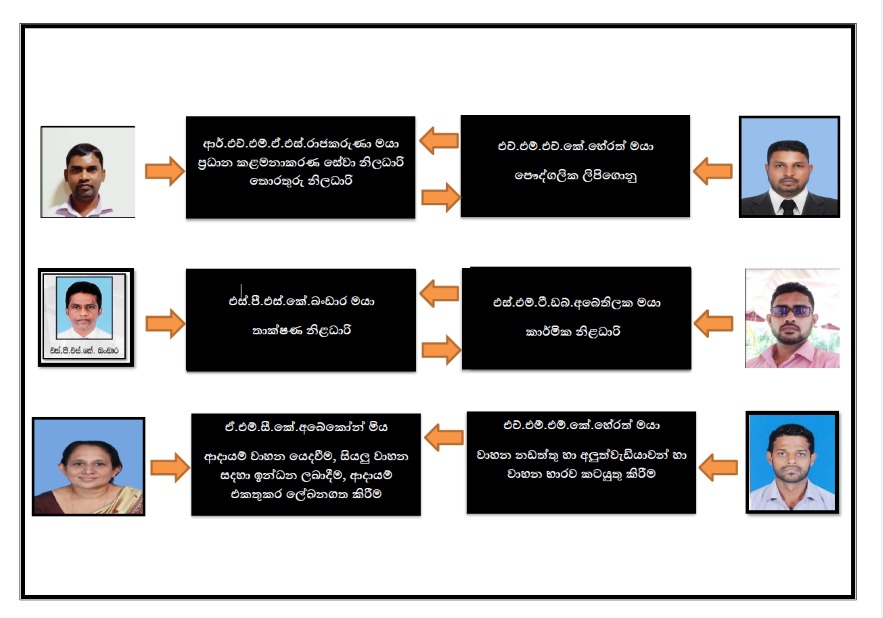 ආර්.එච්.එම්.ඒ.එස්.රාජකරුණා මයා
ප්‍රධාන කළමනාකරණ සේවා නිලධාරි
තොරතුරු නිලධාරි
එච්.එම්.එච්.කේ.හේරත් මයා
පෞද්ගලික ලිපිගොනු
එස්.පී.එස්.කේ.බංඩාර මයා
තාක්ෂණ නිළධාරි
එස්.එම්.ටී.ඩබ්.අබේතිලක මයා
කාර්මික නිළධාරි
එස්.පී.එස්.කේ. බංඩාර
ඒ.එම්.සී.කේ.අබෙකෝන් මිය
ආදායම් වාහන යෙදවීම, සියලු වාහන
සදහා ඉන්ධන ලබාදීම, ආදායම්
එකතුකර ලේඛනගත කිරීම
එච්.එම්.එම්.කේ.හේරත් මයා
වාහන නඩත්තු හා අලුත්වැඩියාවන් හා
වාහන භාරව කටයුතු කිරීම